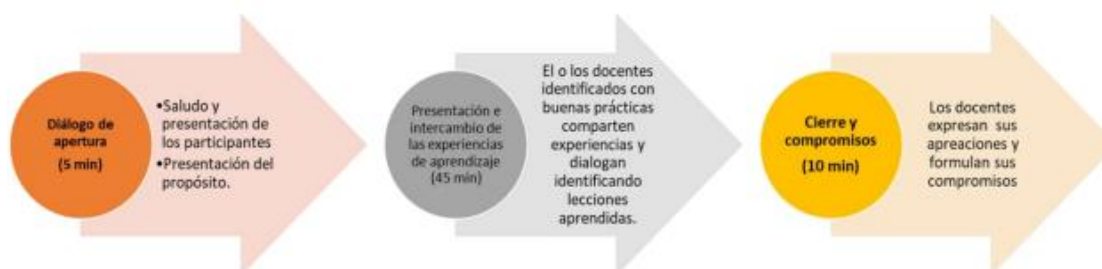 Diálogo de
apertura
(5 min)
•Saludo y
presentación de
los participantes
•Presentación del
propósito.
Presentación e
intercambio de
las experiencias
de aprendizaje
(45 min)
El o los docentes
identificados con
buenas prácticas
comparten
experiencias y
dialogan
identificando
lecciones
aprendidas.
Cierre y
compromisos
(10 min)
Los docentes
expresan sus
apreaciones y
formulan sus
compromisos